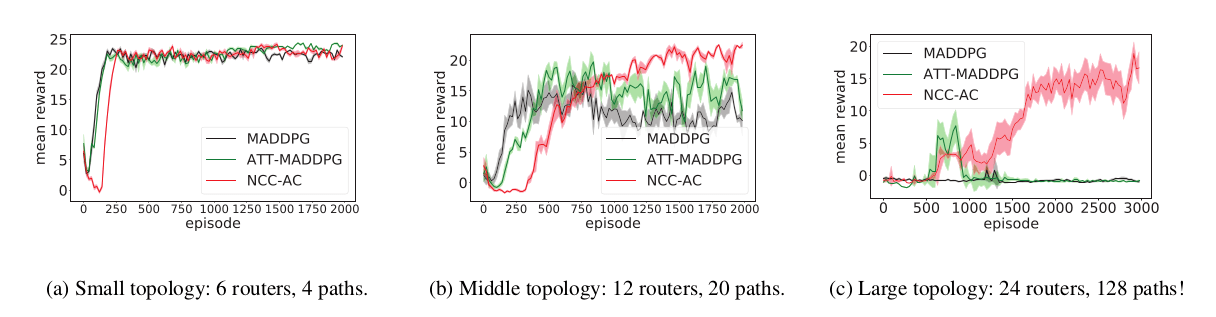 25
20
15
10
5
0
mean reward
MADDPG
ATT-MADDPG
NCC-AC
0 250 500 750 1000 1250 1500 1750 2000
episode
(a) Small topology: 6 routers, 4 paths.
20
15
10
5
0
mean reward
MADDPG
ATT-MADDPG
NCC-AC
0 250 500 750 1000 1250 1500 1750 2000
episode
(b) Middle topology: 12 routers, 20 paths.
20
15
10
5
0
mean reward
MADDPG
ATT-MADDPG
NCC-AC
0 500 1000 1500 2000 2500 3000
episode
(c) Large topology: 24 routers, 128 paths!